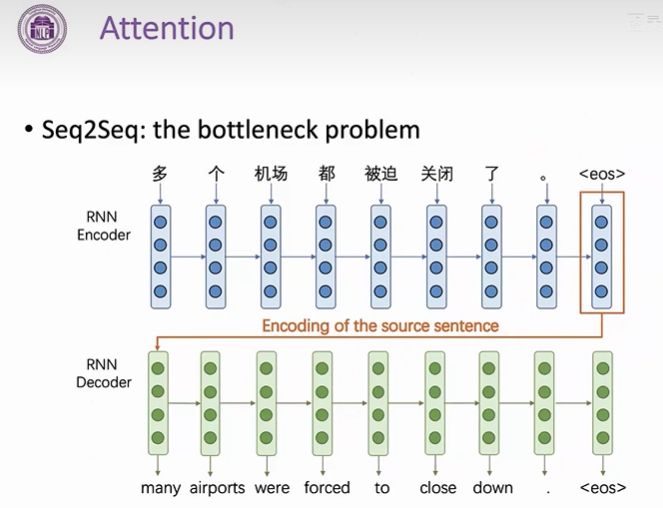 NLP
Attention
• Seq2Seq: the bottleneck problem
多 个 机场 都 被迫 关闭 了 。 <eos>
RNN
Encoder
Encoding of the source sentence
RNN
Decoder
many airports were forced to close down . <eos>